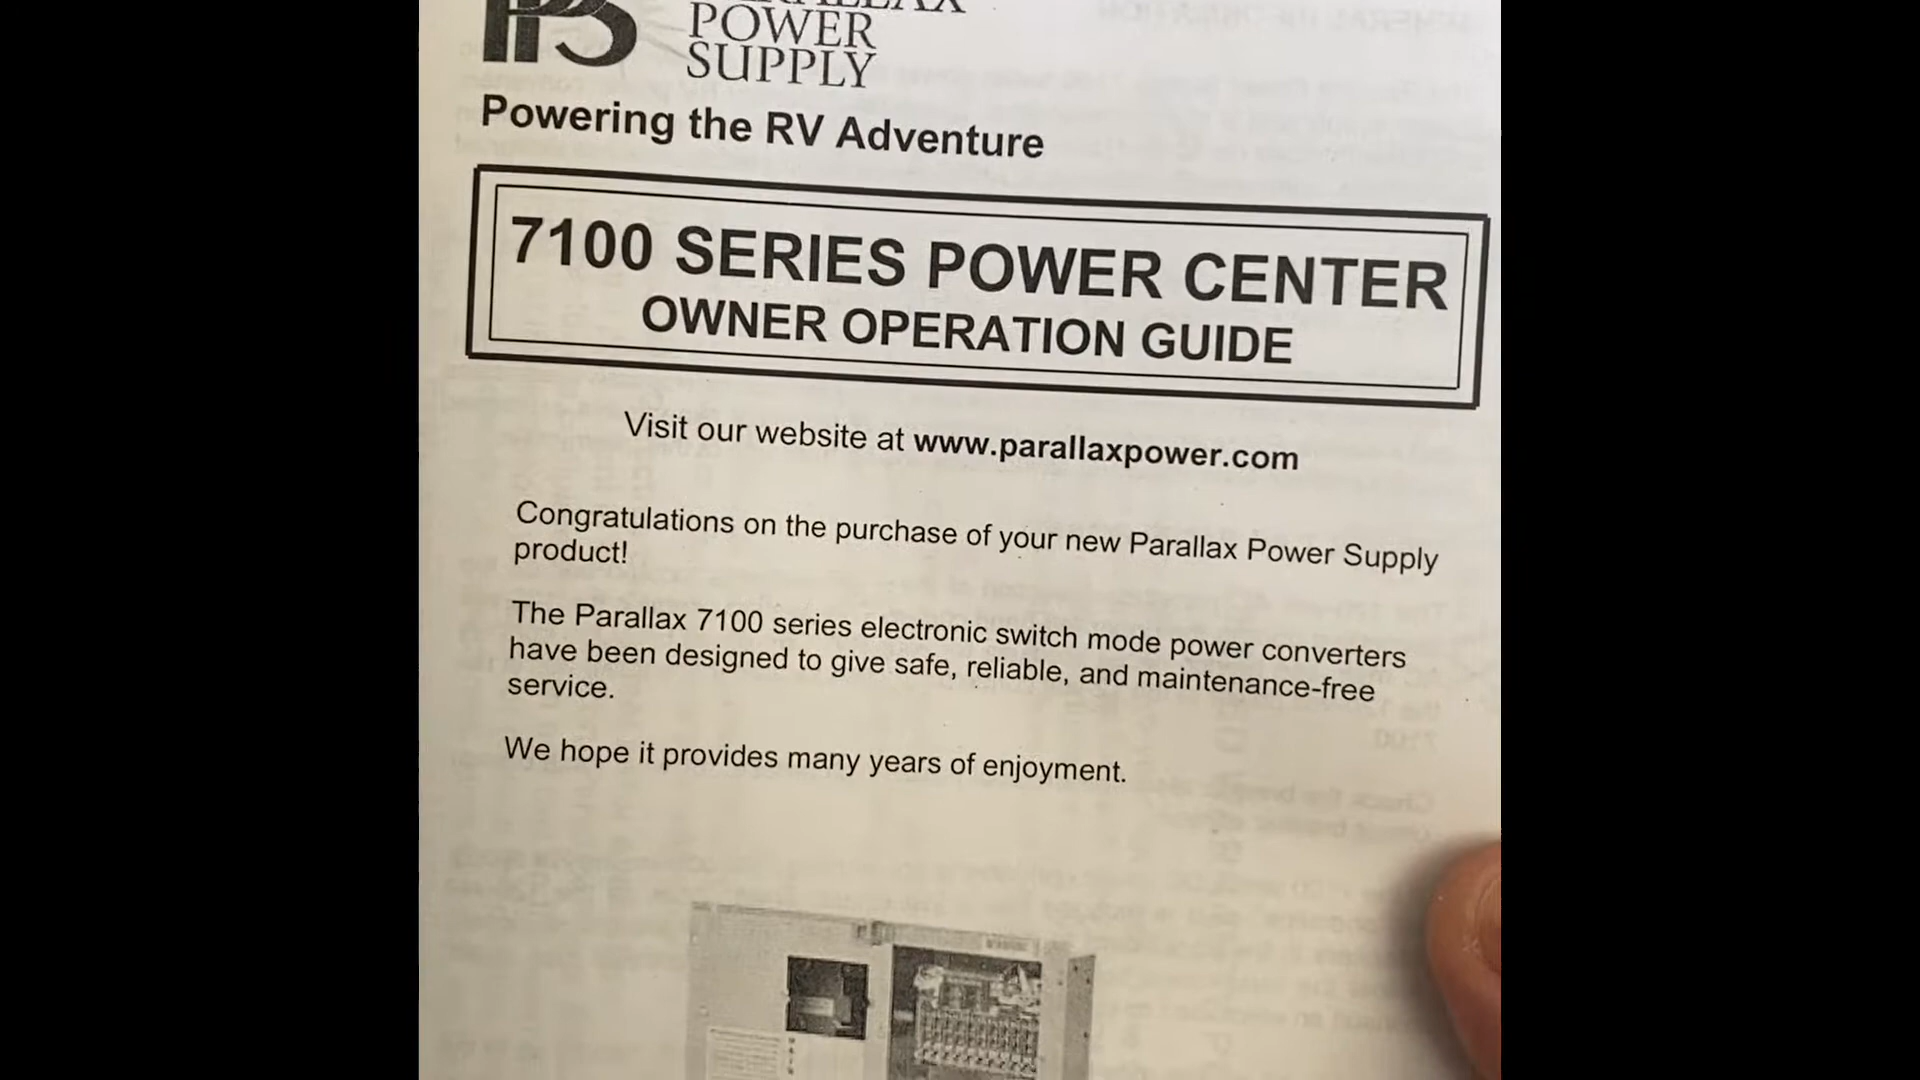 PPS
POWER
SUPPLY
Powering the RV Adventure
7100 SERIES POWER CENTER
OWNER OPERATION GUIDE
Visit our website at www.parallaxpower.com
Congratulations on the purchase of your new Parallax Power Supply
product!
The Parallax 7100 series electronic switch mode power converters
have been designed to give safe, reliable, and maintenance-free
service.
We hope it provides many years of enjoyment.